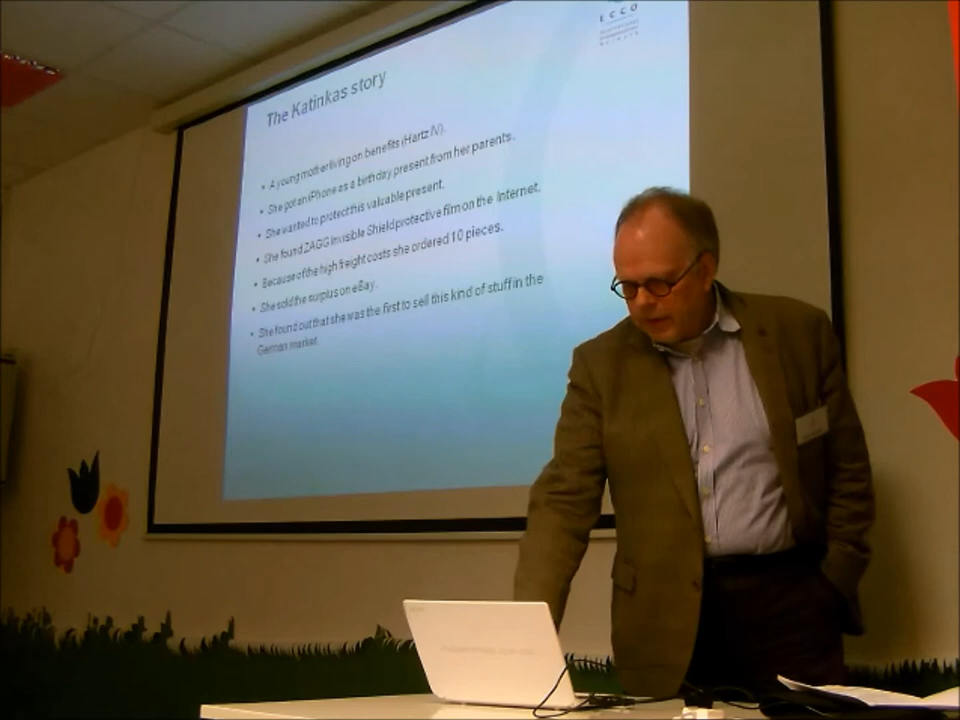 ECCO
The Katinkas story
• A young mother living on benefits (Hartz IV).
• She got an iPhone as a birthday present from her parents.
• She wanted to protect this valuable present.
• She found ZAGG Invisible Shield protective film on the Internet.
• Because of the high freight costs she ordered 10 pieces.
• She sold the surplus on eBay.
• She found out that she was the first to sell this kind of stuff in the
German market.